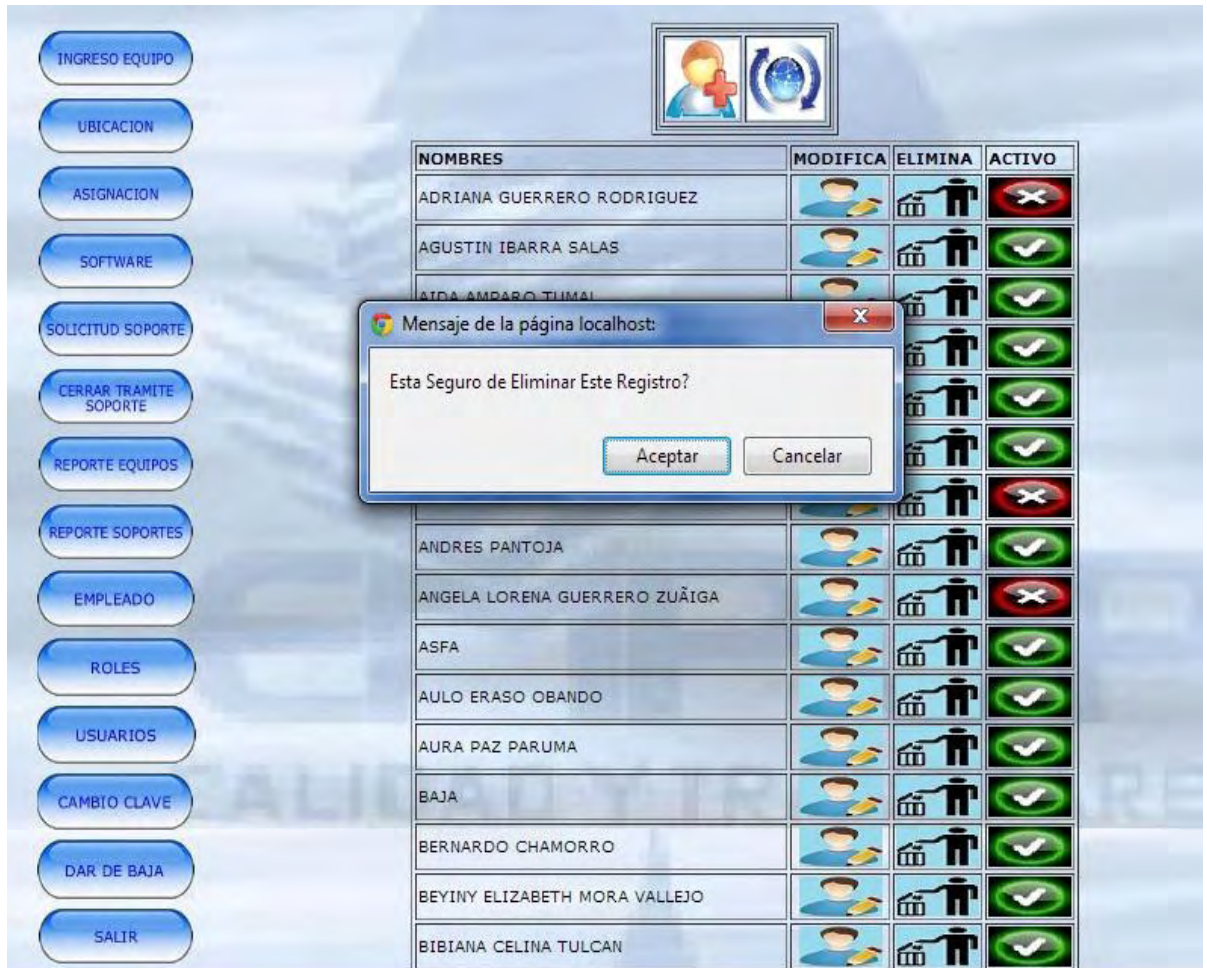 INGRESO EQUIPO
UBICACION
ASIGNACION
SOFTWARE
SOLICITUD SOPORTE
CERRAR TRAMITE
SOPORTE
REPORTE EQUIPOS
REPORTE SOPORTES
EMPLEADO
ROLES
USUARIOS
CAMBIO CLAVE
DAR DE BAJA
SALIR
NOMBRES MODIFICA ELIMINA ACTIVO
ADRIANA GUERRERO RODRIGUEZ
AGUSTIN IBARRA SALAS
AIDA AMPARO TUMAL
Mensaje de la página localhost:
Esta Seguro de Eliminar Este Registro?
Aceptar Cancelar
ANDRES PANTOJA
ANGELA LORENA GUERRERO ZUÃIGA
ASFA
AULO ERASO OBANDO
AURA PAZ PARUMA
BAJA
BERNARDO CHAMORRO
BEYINY ELIZABETH MORA VALLEJO
BIBIANA CELINA TULCAN
CALIDAD Y